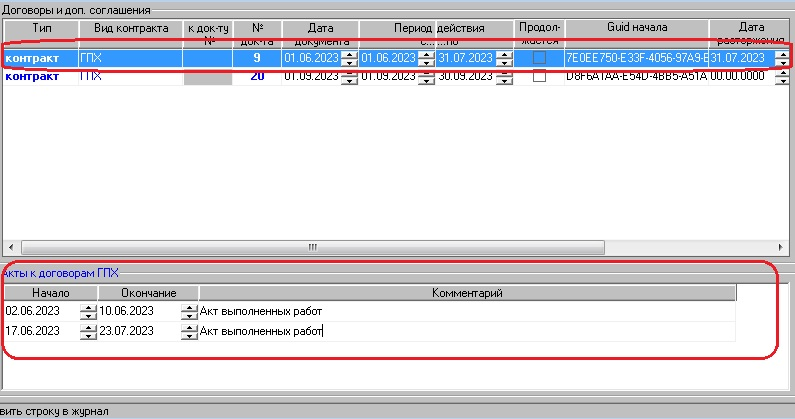 Договоры и доп. соглашения
Тип Вид контракта к док-ту № № док-та Дата документа Период действия с... ...по Продол-жается Guid начала Дата расторжения
контракт ГПХ 9 01.06.2023 01.06.2023 31.07.2023 7E0EE750-E33F-4056-97A9-E 31.07.2023
контракт ГПХ 20 01.09.2023 01.09.2023 30.09.2023 D8F6A1AA-E54D-4BB5-A51A 00.00.0000
Акты к договорам ГПХ
Начало Окончание Комментарий
02.06.2023 10.06.2023 Акт выполненных работ
17.06.2023 23.07.2023 Акт выполненных работ
вить строку в журнал